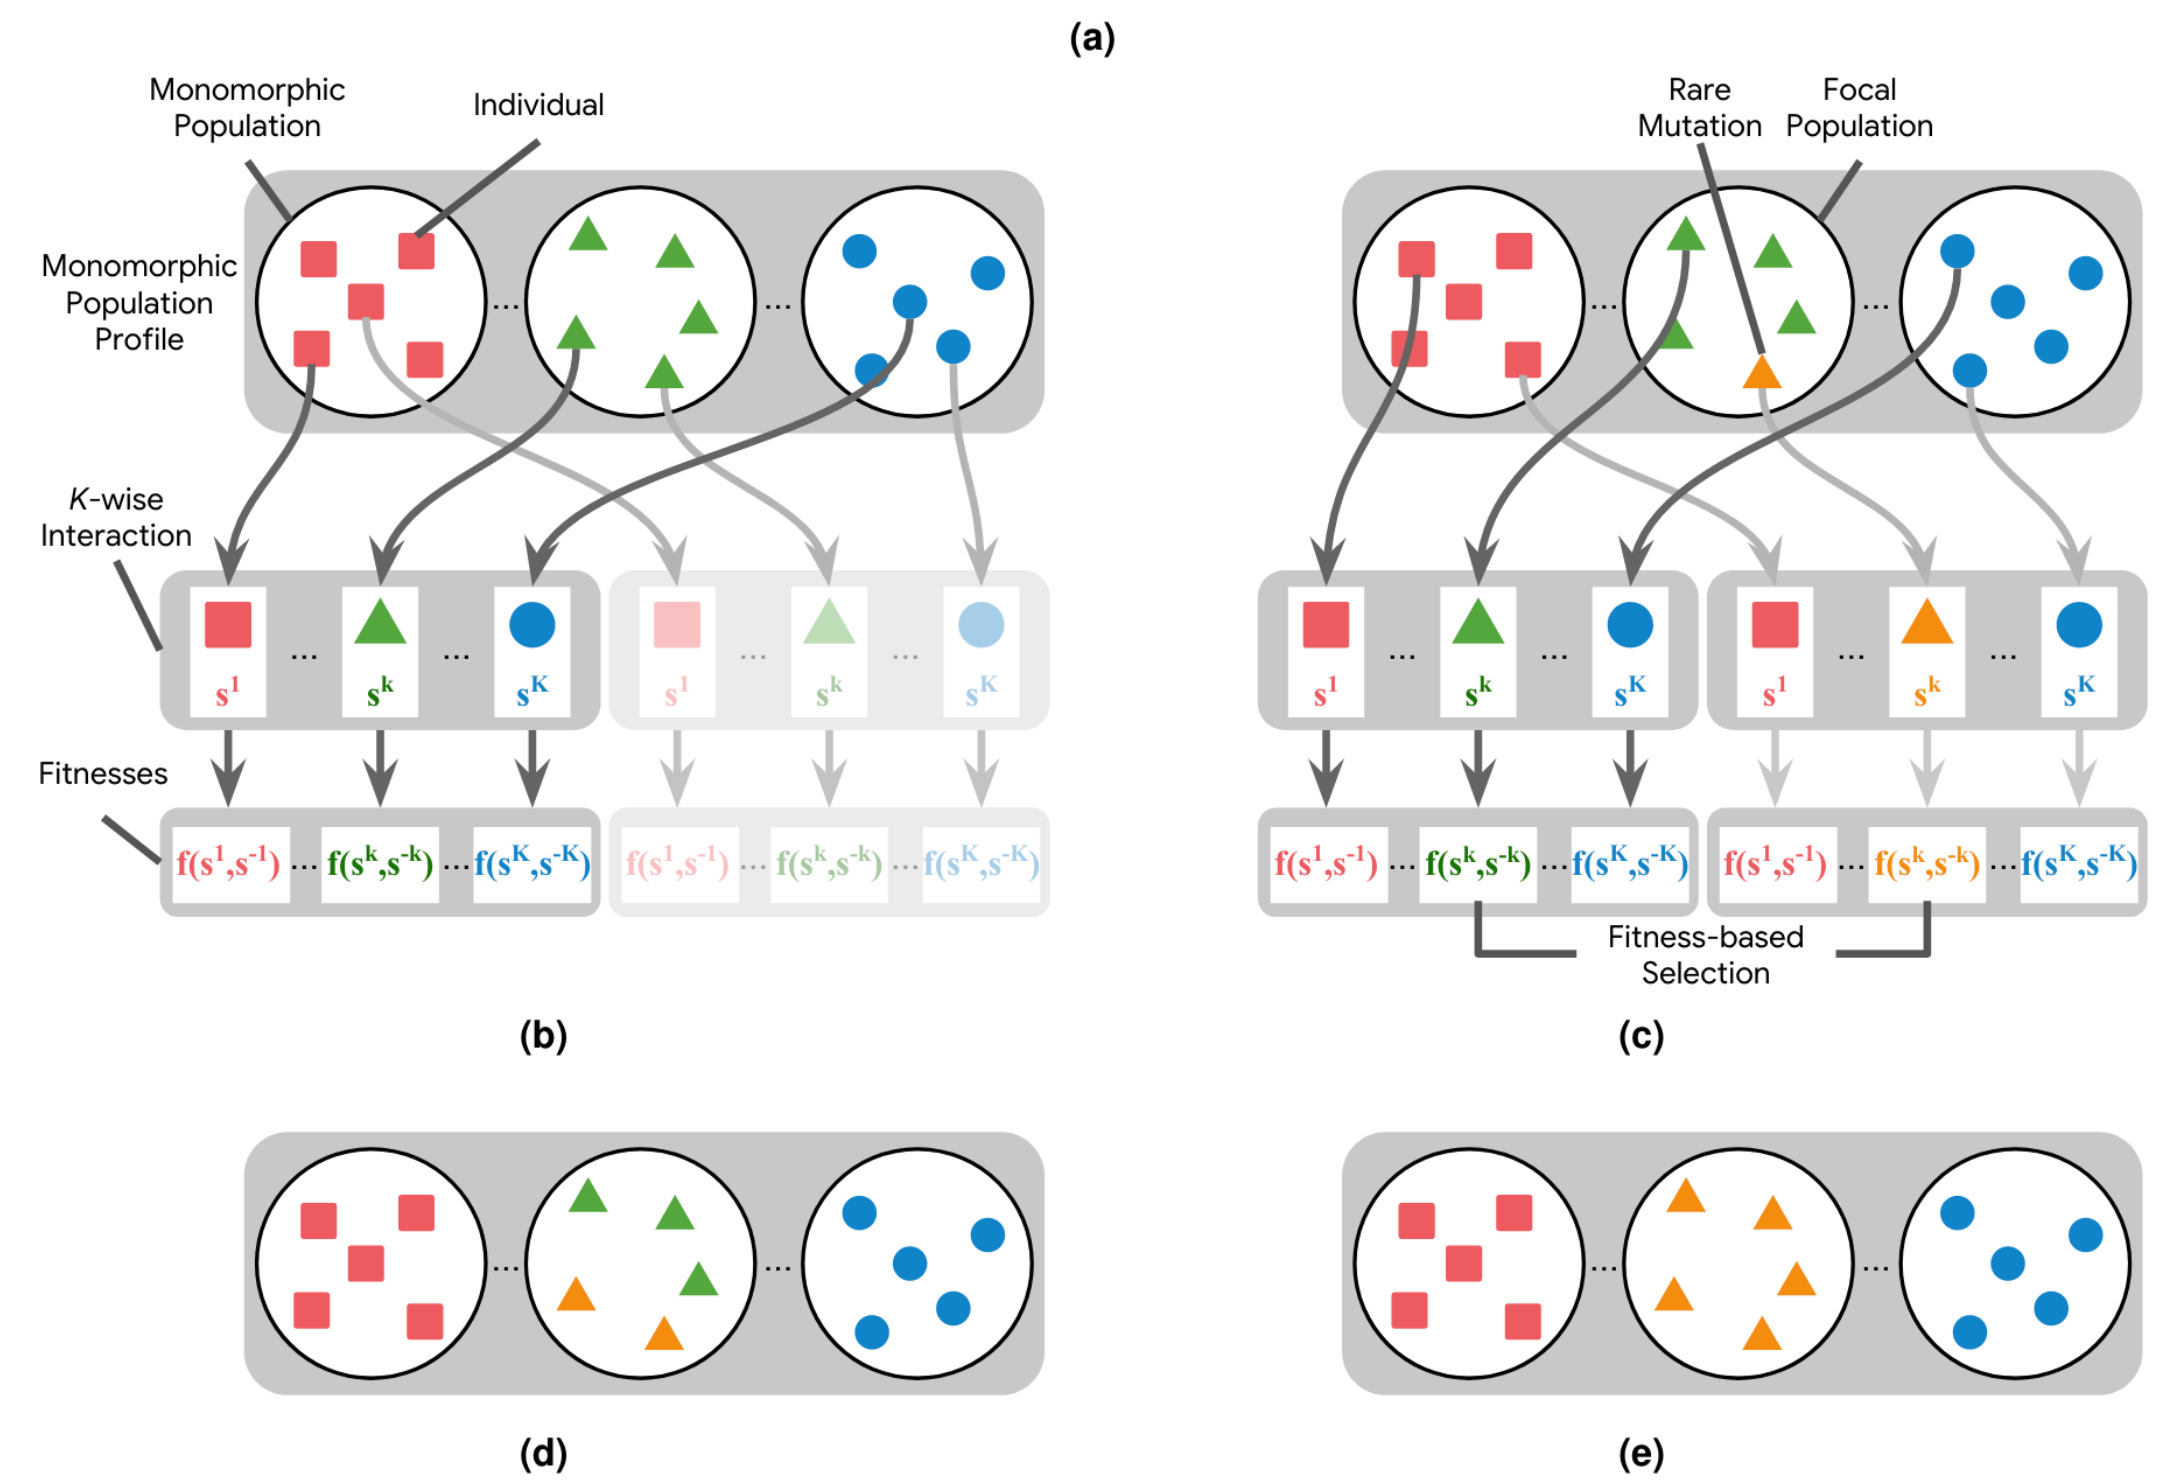 (a)
Monomorphic
Population
Individual
Monomorphic
Population
Profile
... ...
K-wise
Interaction
s¹ ... sᵏ ... sᴷ s¹ ... sᵏ ... sᴷ
Fitnesses
f(s¹,s⁻¹) ... f(sᵏ,s⁻ᵏ) ... f(sᴷ,s⁻ᴷ) f(s¹,s⁻¹) ... f(sᵏ,s⁻ᵏ) ... f(sᴷ,s⁻ᴷ)
(b)
Rare
Mutation
Focal
Population
... ...
s¹ ... sᵏ ... sᴷ s¹ ... sᵏ ... sᴷ
f(s¹,s⁻¹) ... f(sᵏ,s⁻ᵏ) ... f(sᴷ,s⁻ᴷ) f(s¹,s⁻¹) ... f(sᵏ,s⁻ᵏ) ... f(sᴷ,s⁻ᴷ)
Fitness-based
Selection
(c)
... ...
(d)
... ...
(e)